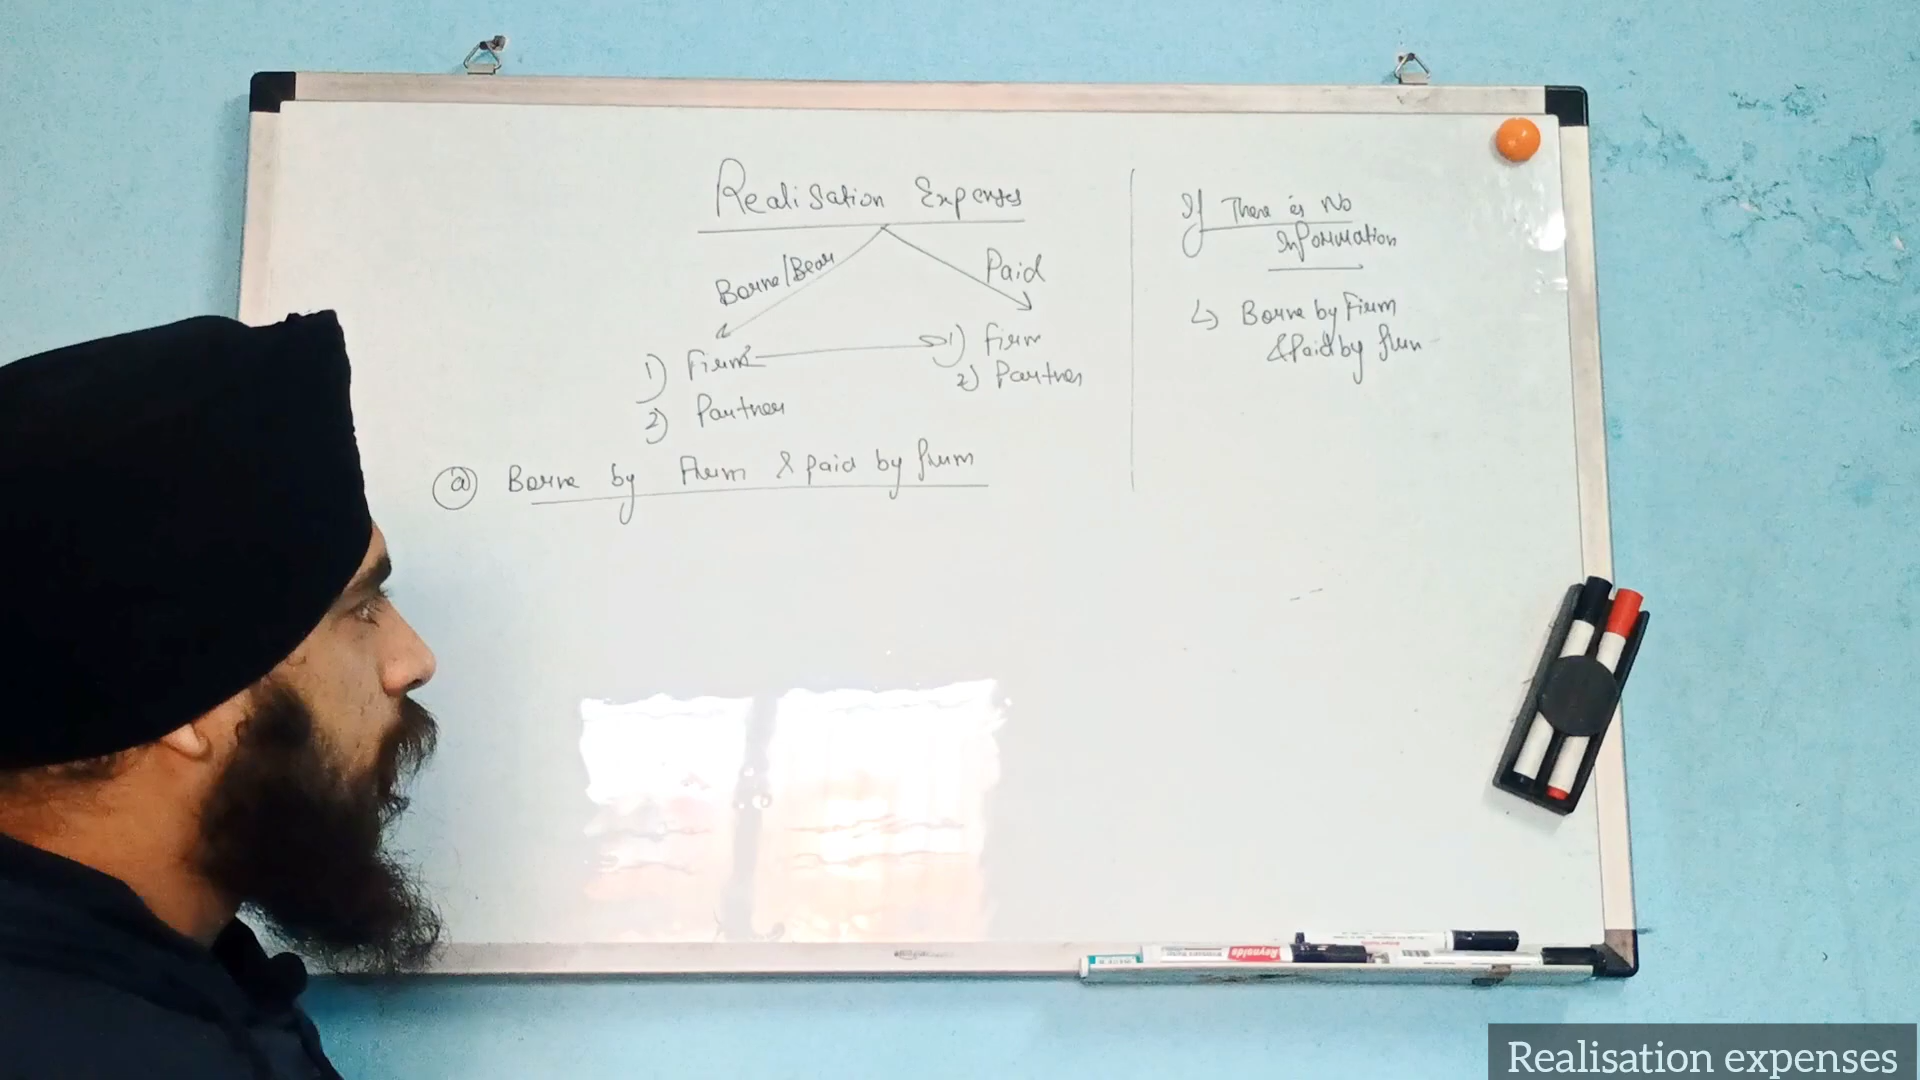 Realisation Expenses
Borne/Bear
Paid
1) Firm
2) Partner
1) Firm
2) Partner
a) Borne by Firm & paid by firm
If There is No
Information
↳ Borne by Firm
& Paid by firm
Reynolds
Realisation expenses